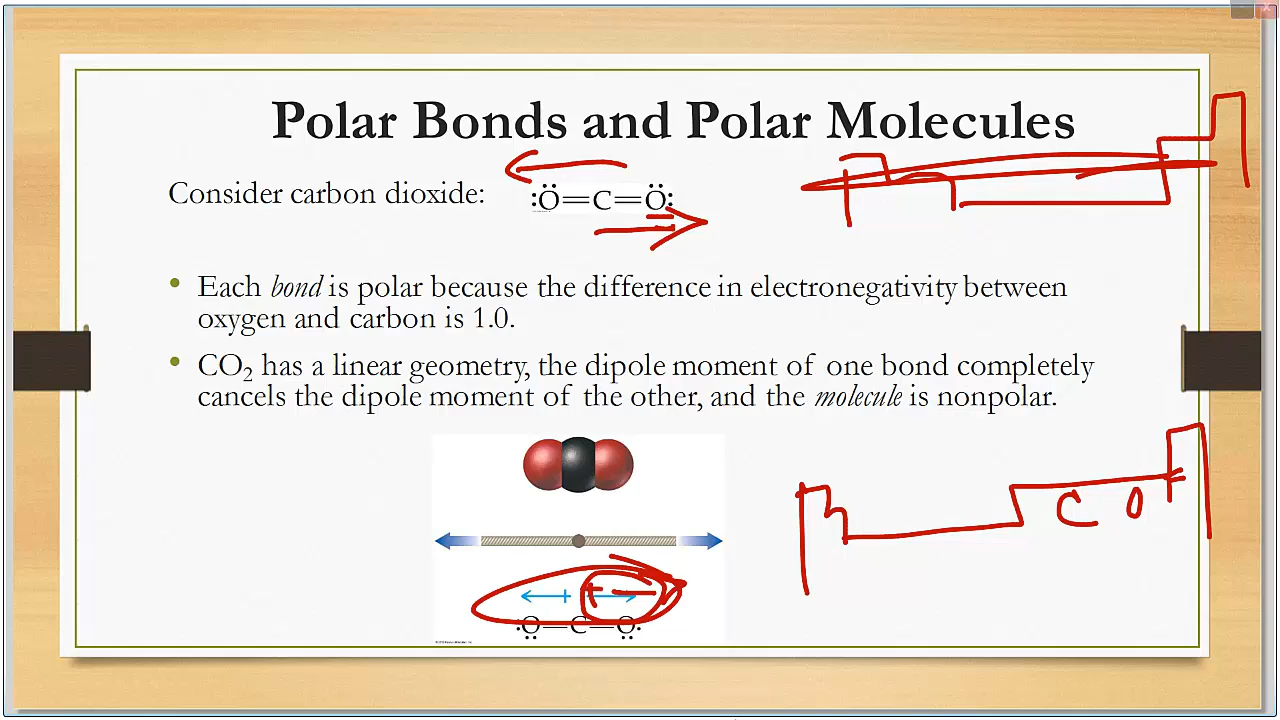 Polar Bonds and Polar Molecules
Consider carbon dioxide:
:Ö=C=Ö:
• Each bond is polar because the difference in electronegativity between
oxygen and carbon is 1.0.
• CO₂ has a linear geometry, the dipole moment of one bond completely
cancels the dipole moment of the other, and the molecule is nonpolar.
C O
+ −
:O=C=O: